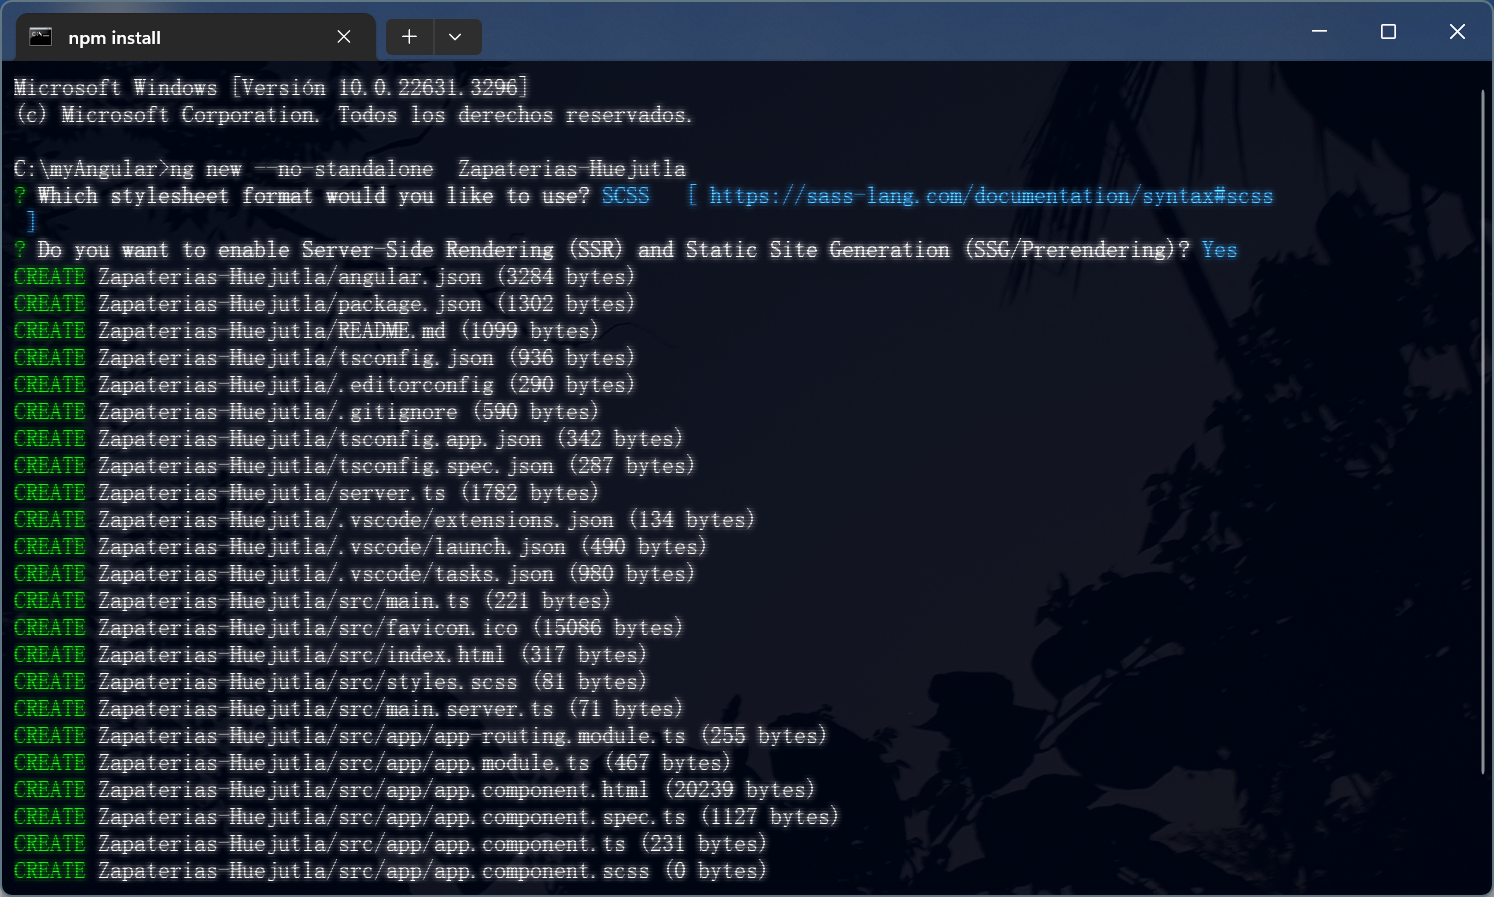 npm install
Microsoft Windows [Versión 10.0.22631.3296]
(c) Microsoft Corporation. Todos los derechos reservados.
C:\myAngular>ng new --no-standalone  Zapaterias-Huejutla
? Which stylesheet format would you like to use? SCSS   [ https://sass-lang.com/documentation/syntax#scss
 ]
? Do you want to enable Server-Side Rendering (SSR) and Static Site Generation (SSG/Prerendering)? Yes
CREATE Zapaterias-Huejutla/angular.json (3284 bytes)
CREATE Zapaterias-Huejutla/package.json (1302 bytes)
CREATE Zapaterias-Huejutla/README.md (1099 bytes)
CREATE Zapaterias-Huejutla/tsconfig.json (936 bytes)
CREATE Zapaterias-Huejutla/.editorconfig (290 bytes)
CREATE Zapaterias-Huejutla/.gitignore (590 bytes)
CREATE Zapaterias-Huejutla/tsconfig.app.json (342 bytes)
CREATE Zapaterias-Huejutla/tsconfig.spec.json (287 bytes)
CREATE Zapaterias-Huejutla/server.ts (1782 bytes)
CREATE Zapaterias-Huejutla/.vscode/extensions.json (134 bytes)
CREATE Zapaterias-Huejutla/.vscode/launch.json (490 bytes)
CREATE Zapaterias-Huejutla/.vscode/tasks.json (980 bytes)
CREATE Zapaterias-Huejutla/src/main.ts (221 bytes)
CREATE Zapaterias-Huejutla/src/favicon.ico (15086 bytes)
CREATE Zapaterias-Huejutla/src/index.html (317 bytes)
CREATE Zapaterias-Huejutla/src/styles.scss (81 bytes)
CREATE Zapaterias-Huejutla/src/main.server.ts (71 bytes)
CREATE Zapaterias-Huejutla/src/app/app-routing.module.ts (255 bytes)
CREATE Zapaterias-Huejutla/src/app/app.module.ts (467 bytes)
CREATE Zapaterias-Huejutla/src/app/app.component.html (20239 bytes)
CREATE Zapaterias-Huejutla/src/app/app.component.spec.ts (1127 bytes)
CREATE Zapaterias-Huejutla/src/app/app.component.ts (231 bytes)
CREATE Zapaterias-Huejutla/src/app/app.component.scss (0 bytes)